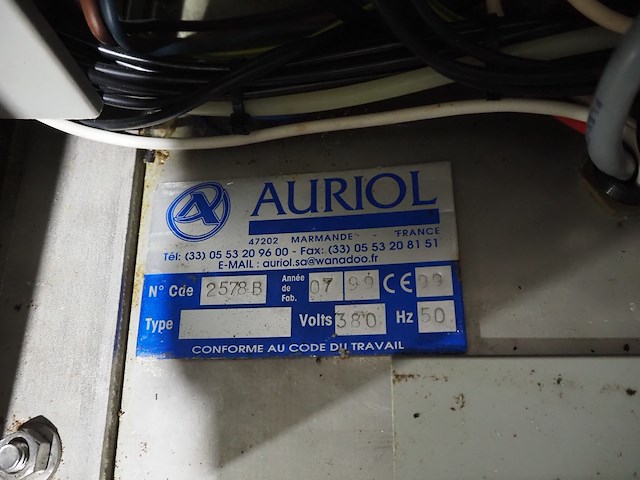 AURIOL
47202 MARMANDE FRANCE
Tél: (33) 05 53 20 96 00 - Fax: (33) 05 53 20 81 51
E-MAIL : auriol.sa@wanadoo.fr
N° Cde 2578-B Année de Fab. 07 99 CE 99
Type Volts 380 Hz 50
CONFORME AU CODE DU TRAVAIL